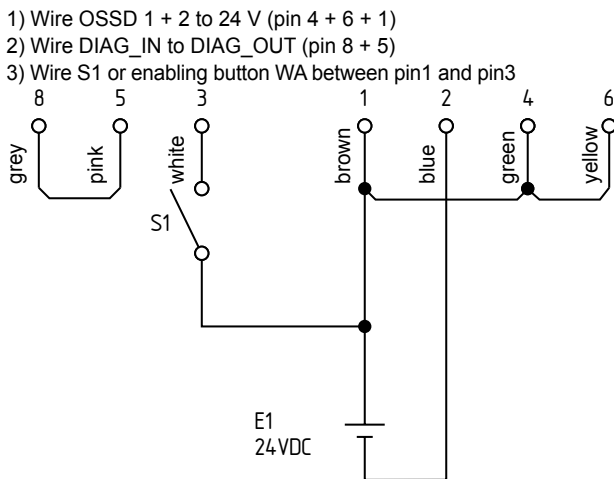 1) Wire OSSD 1 + 2 to 24 V (pin 4 + 6 + 1)
2) Wire DIAG_IN to DIAG_OUT (pin 8 + 5)
3) Wire S1 or enabling button WA between pin1 and pin3
8 5 3 1 2 4 6
grey pink white brown blue green yellow
S1
E1
24VDC